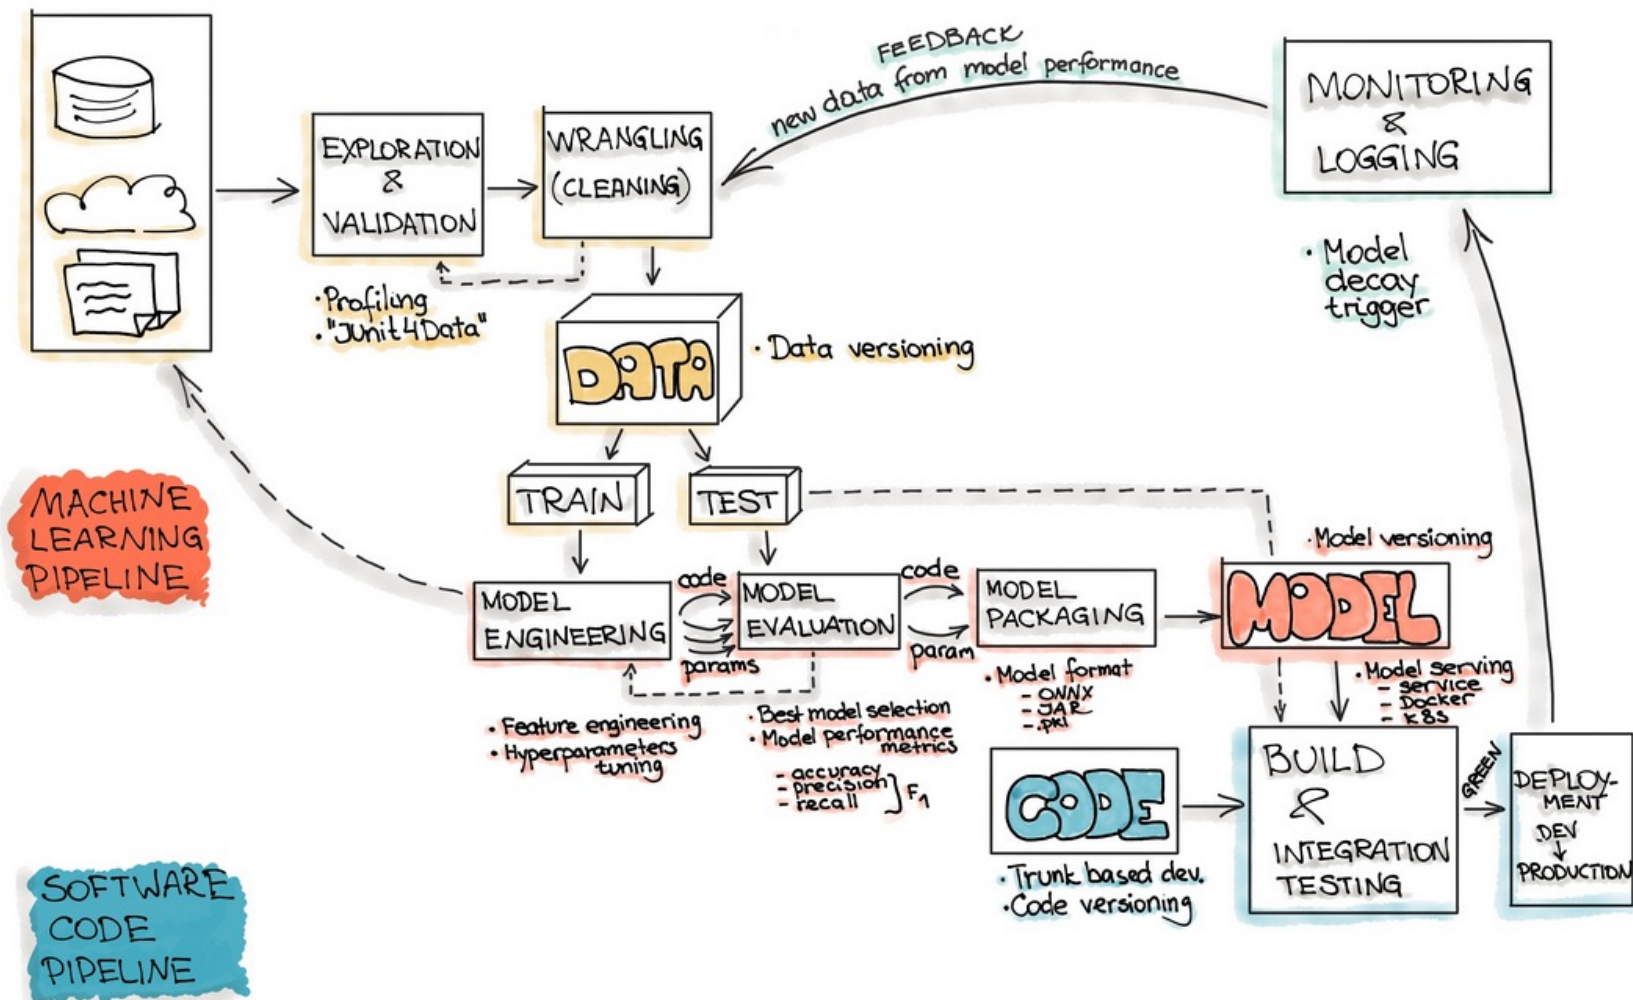 FEEDBACK
new data from model performance
MONITORING
&
LOGGING
· Model
decay
trigger
EXPLORATION
&
VALIDATION
· Profiling
· "JUnit4Data"
WRANGLING
(CLEANING)
DATA
· Data versioning
TRAIN
TEST
MACHINE
LEARNING
PIPELINE
MODEL
ENGINEERING
code
params
· Feature engineering
· Hyperparameters
tuning
MODEL
EVALUATION
· Best model selection
· Model performance
metrics
- accuracy
- precision
- recall
F1
code
param
MODEL
PACKAGING
· Model format
- ONNX
- JAR
- .pkl
· Model versioning
MODEL
· Model serving
- service
- Docker
- K8s
CODE
· Trunk based dev.
· Code versioning
BUILD
&
INTEGRATION
TESTING
GREEN
DEPLOY-
MENT
DEV
PRODUCTION
SOFTWARE
CODE
PIPELINE